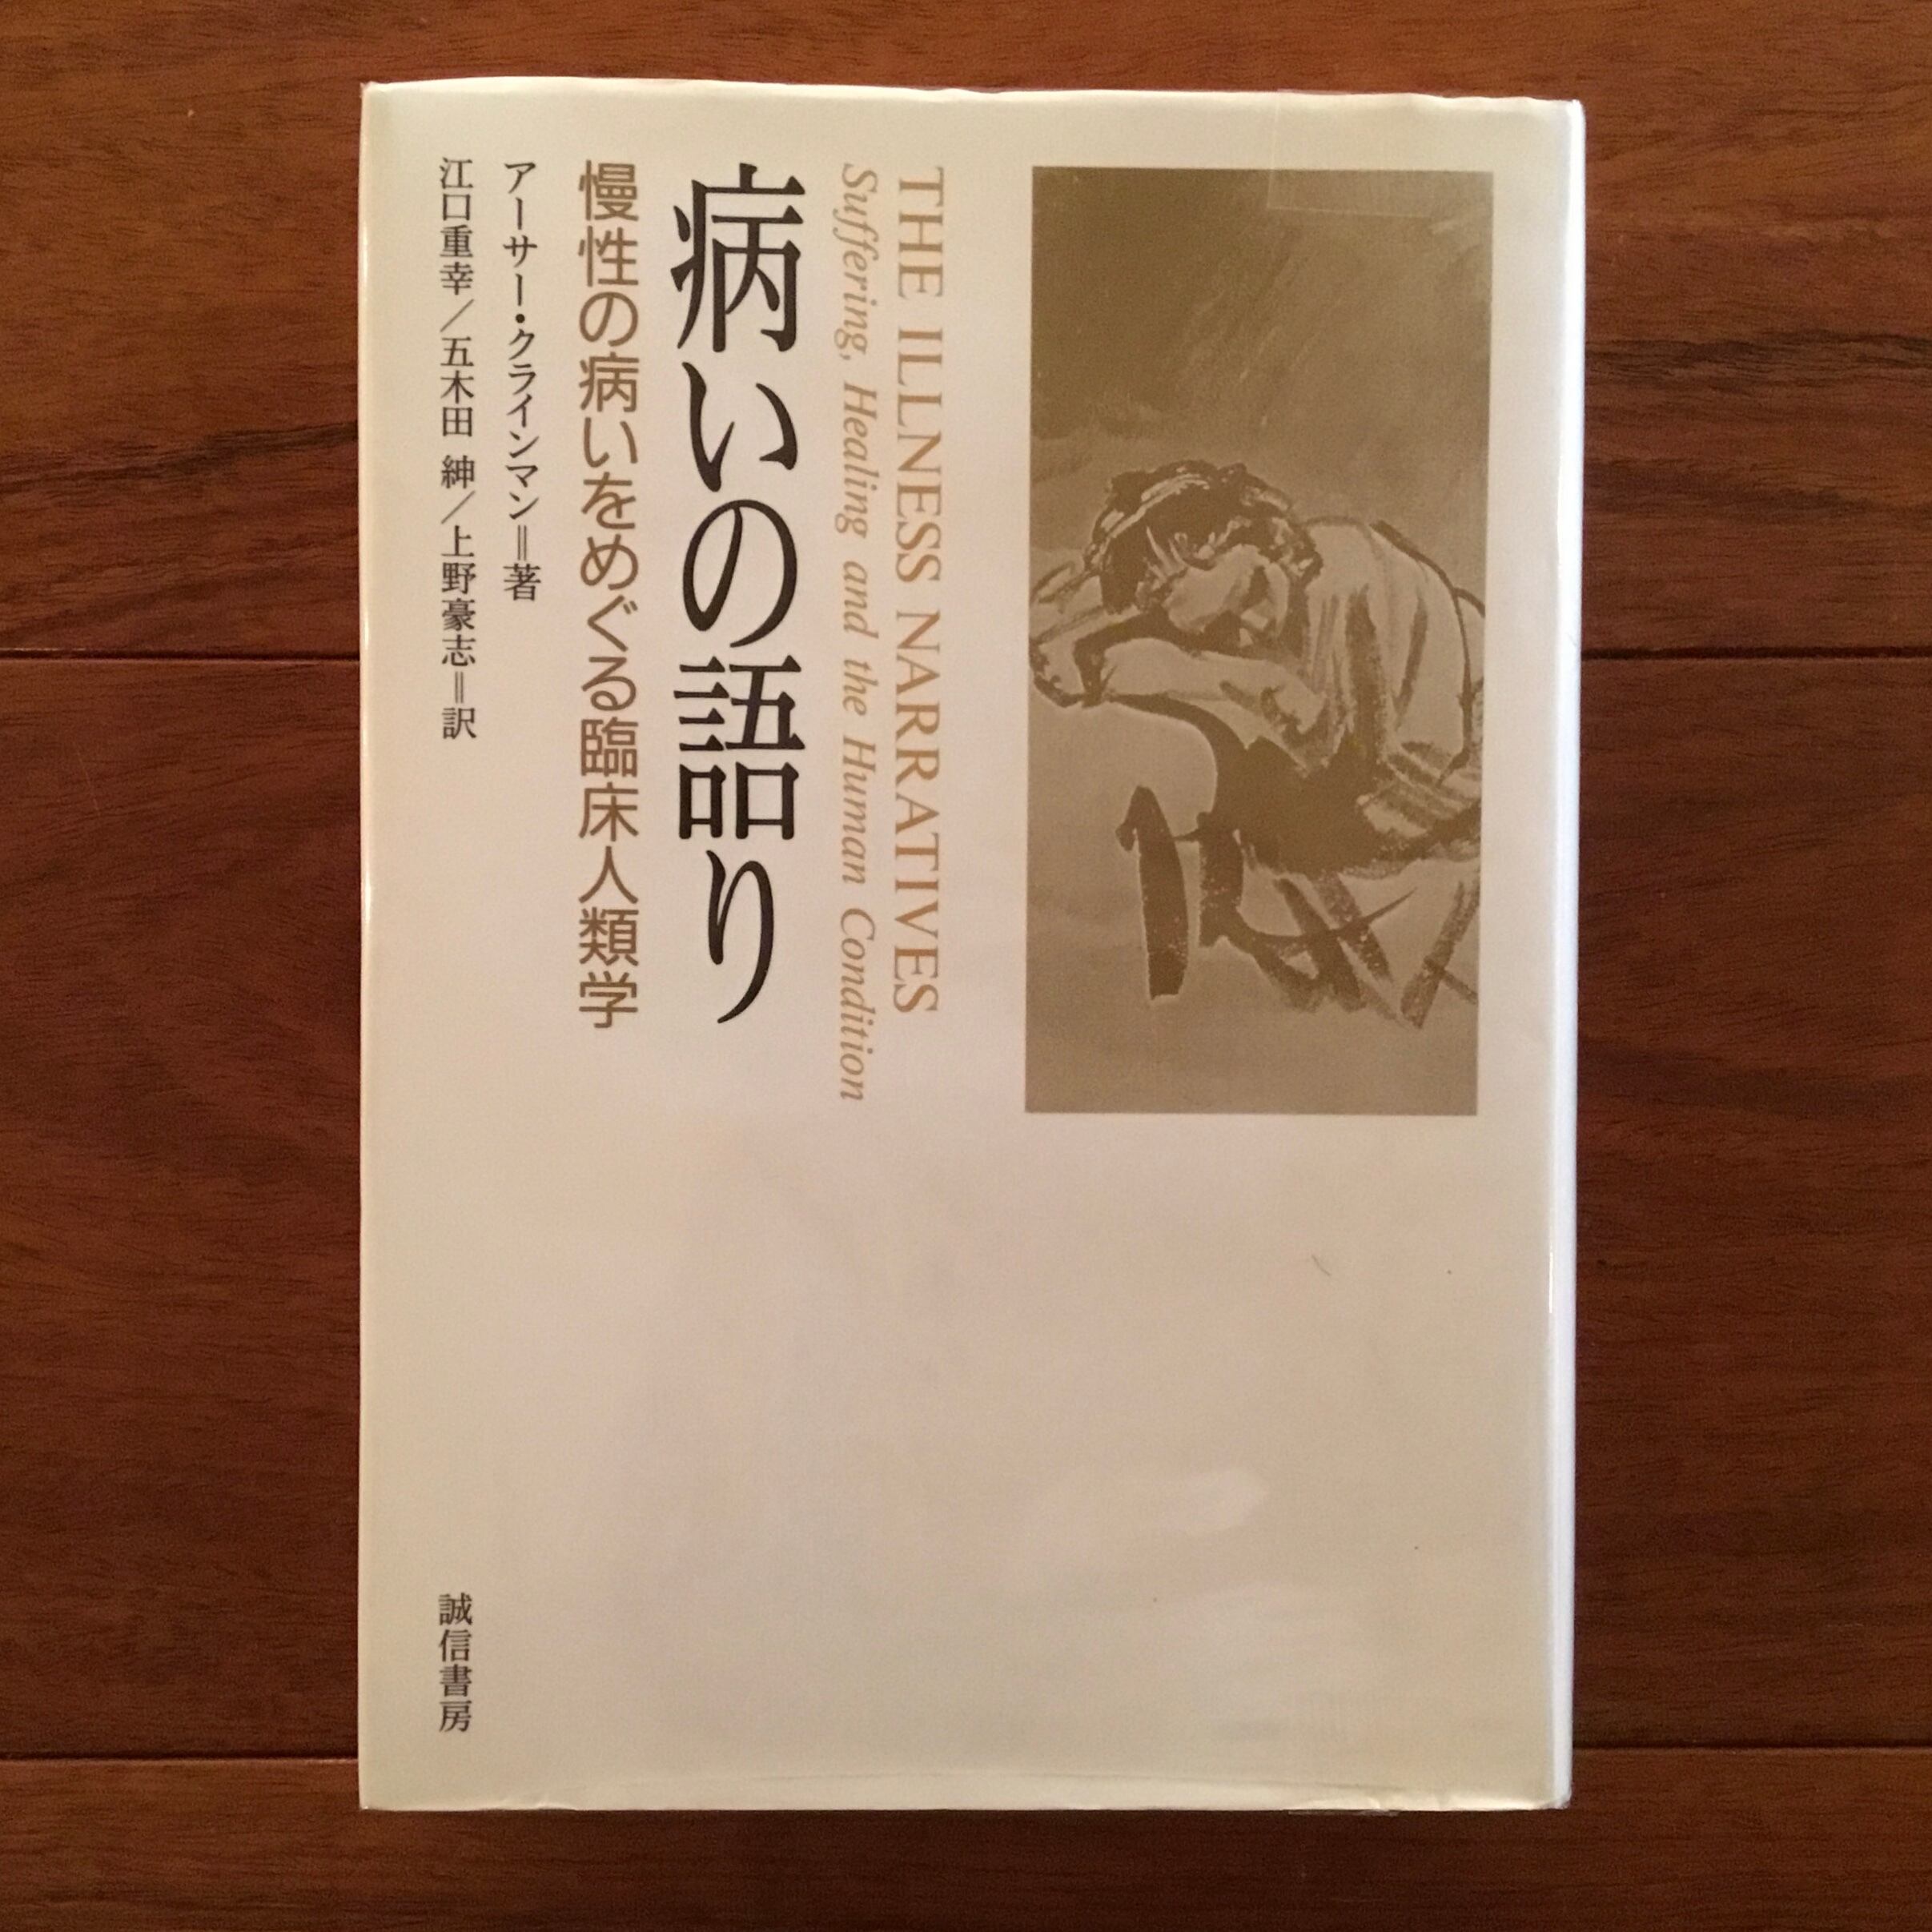 THE ILLNESS NARRATIVES
Suffering, Healing and the Human Condition
病いの語り
慢性の病いをめぐる臨床人類学
アーサー・クラインマン=著
江口重幸/五木田 紳/上野豪志=訳
誠信書房